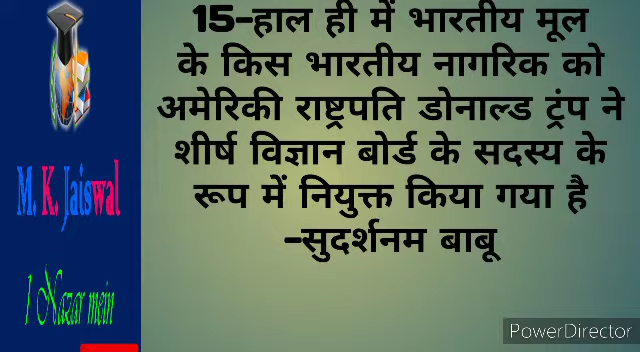 15-हाल ही में भारतीय मूल
के किस भारतीय नागरिक को
अमेरिकी राष्ट्रपति डोनाल्ड ट्रंप ने
शीर्ष विज्ञान बोर्ड के सदस्य के
रूप में नियुक्त किया गया है
-सुदर्शनम बाबू
M. K. Jaiswal
1 Nazar mein
PowerDirector